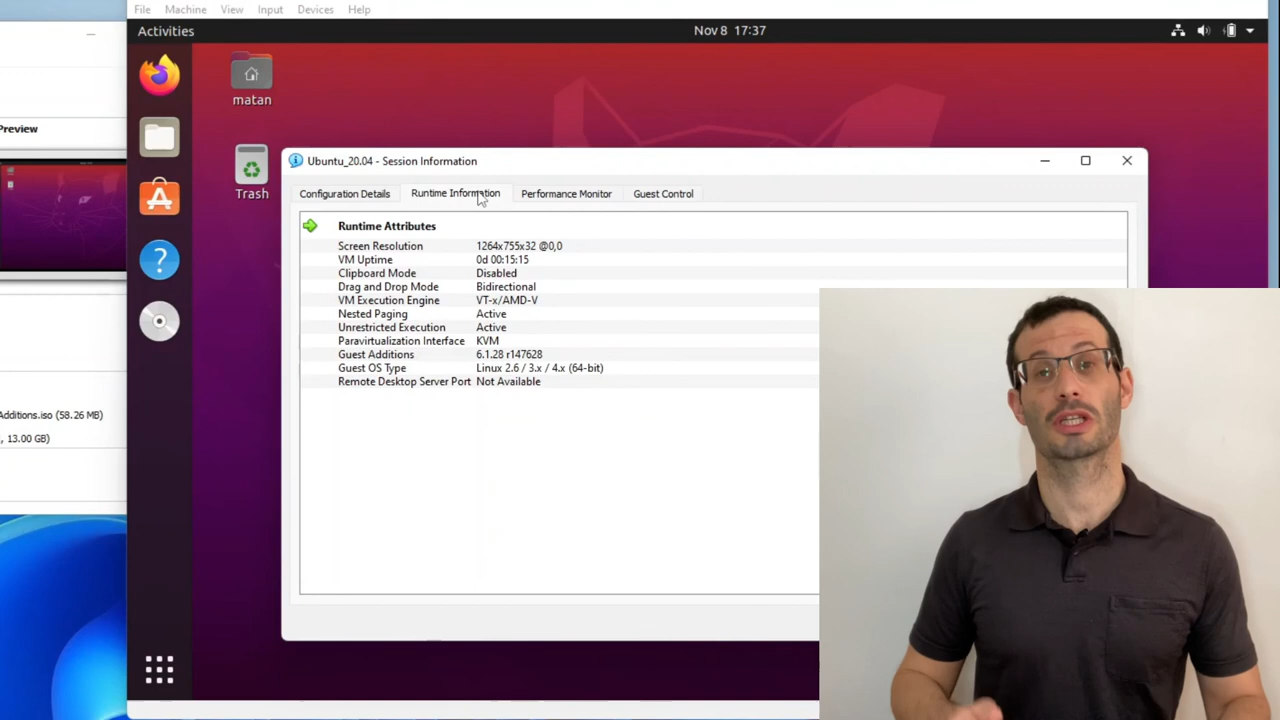 File Machine View Input Devices Help
Activities
Nov 8 17:37
matan
Trash
Preview
Additions.iso (58.26 MB)
, 13.00 GB)
Ubuntu_20.04 - Session Information
Configuration Details Runtime Information Performance Monitor Guest Control
Runtime Attributes
Screen Resolution 1264x755x32 @0,0
VM Uptime 0d 00:15:15
Clipboard Mode Disabled
Drag and Drop Mode Bidirectional
VM Execution Engine VT-x/AMD-V
Nested Paging Active
Unrestricted Execution Active
Paravirtualization Interface KVM
Guest Additions 6.1.28 r147628
Guest OS Type Linux 2.6 / 3.x / 4.x (64-bit)
Remote Desktop Server Port Not Available